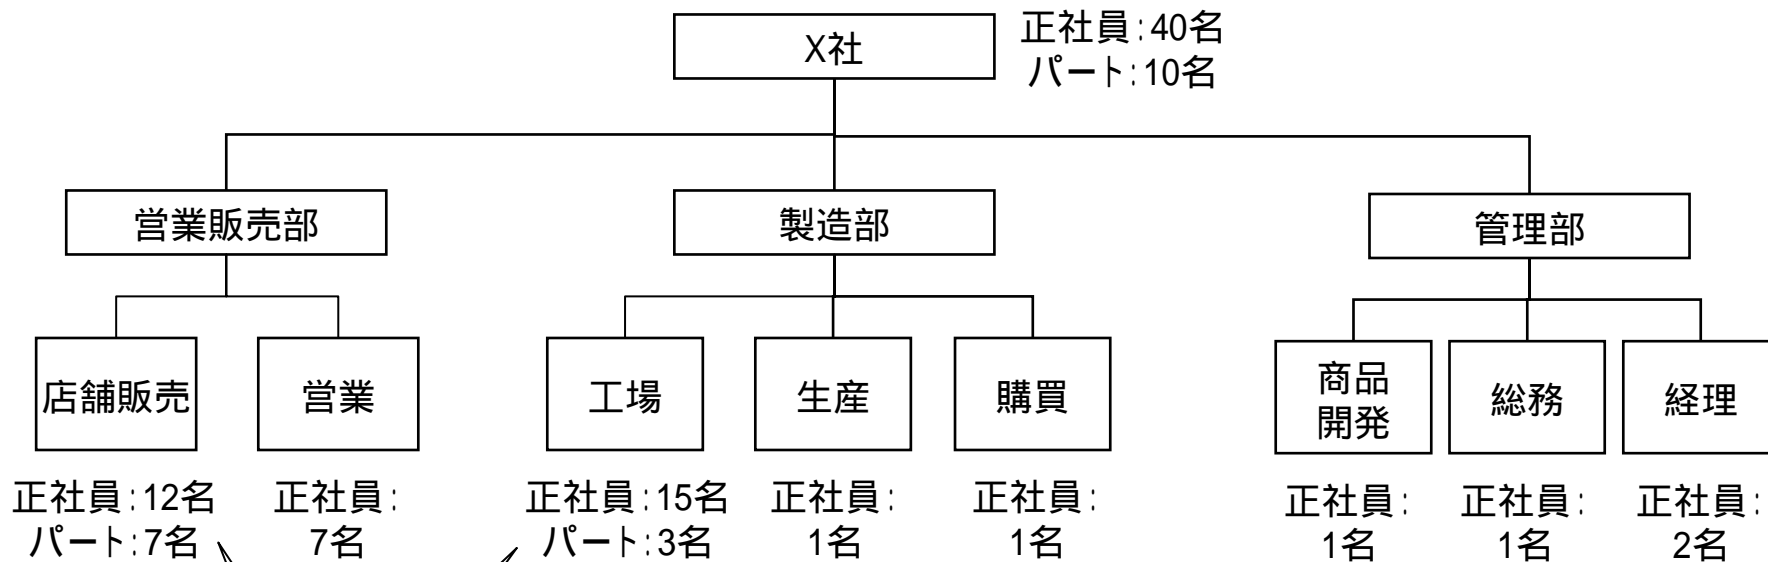 X社
正社員:40名
パート:10名
営業販売部
製造部
管理部
店舗販売
営業
工場
生産
購買
商品
開発
総務
経理
正社員:12名
パート:7名
正社員:
7名
正社員:15名
パート:3名
正社員:
1名
正社員:
1名
正社員:
1名
正社員:
1名
正社員:
2名